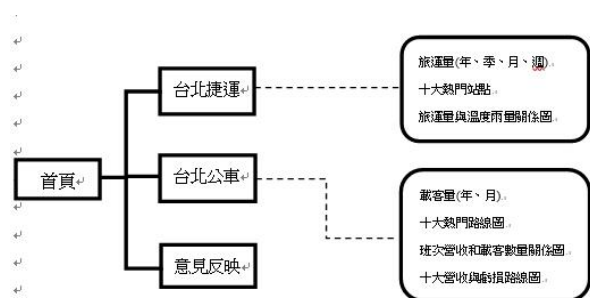 首頁
台北捷運
台北公車
意見反映
旅運量(年、季、月、週)
十大熱門站點
旅運量與溫度雨量關係圖
載客量(年、月)
十大熱門路線圖
班次營收和載客數量關係圖
十大營收與虧損路線圖